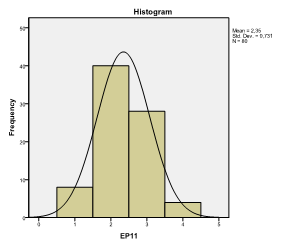 Histogram
Mean = 2,35
Std. Dev. = 0,731
N = 80
Frequency
50
40
30
20
10
0
0 1 2 3 4 5
EP11